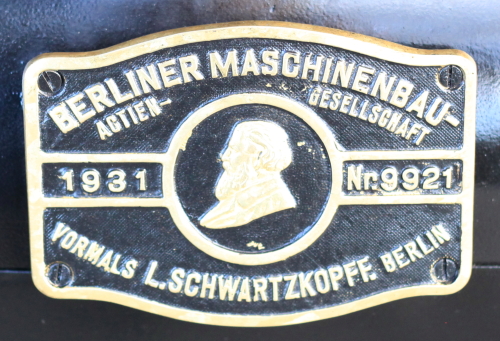 BERLINER MASCHINENBAU-
ACTIEN- GESELLSCHAFT
1931 Nr.9921
VORMALS L.SCHWARTZKOPFF. BERLIN